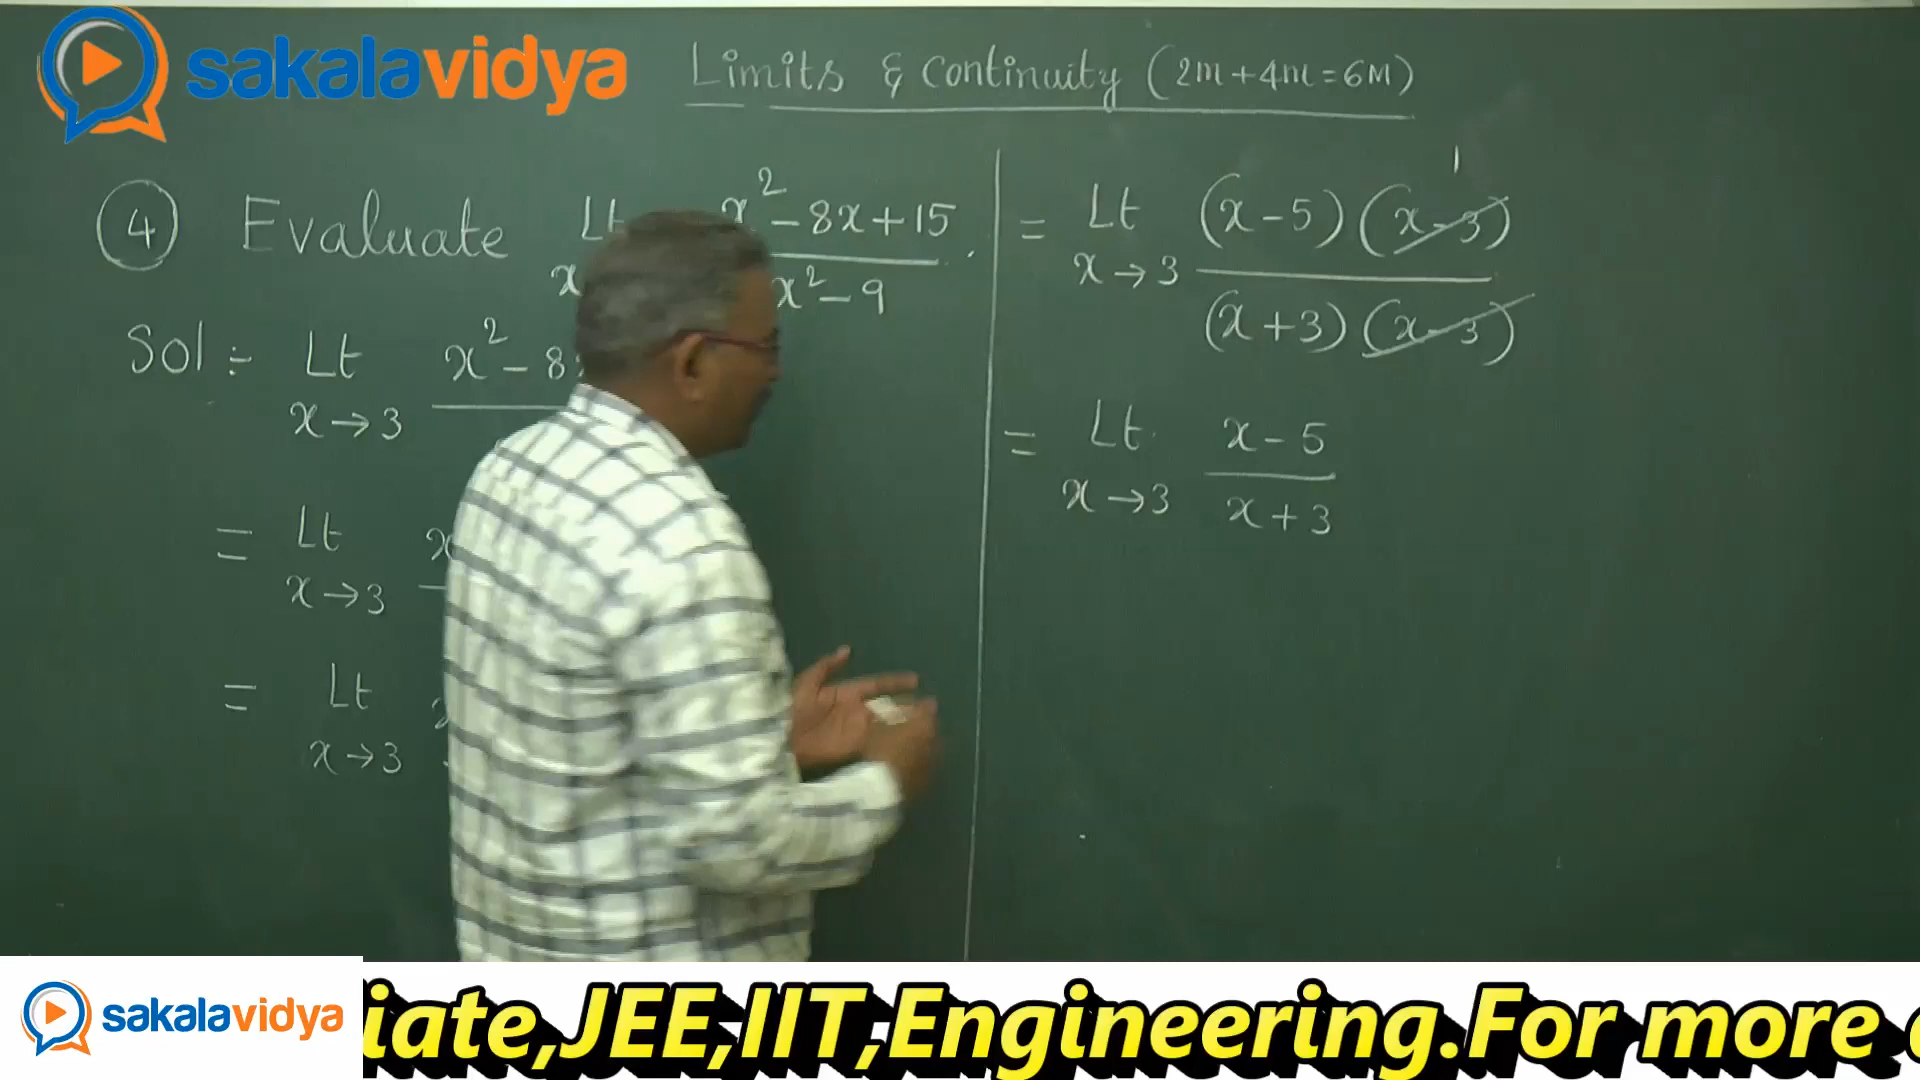 sakalavidya
Limits & Continuity (2m+4m=6M)
4 Evaluate Lt x² - 8x + 15
x x² - 9
Sol ÷ Lt x² - 8
x → 3
= Lt x
x → 3
= Lt
x → 3
1
= Lt (x - 5) (x - 3)
x → 3 (x + 3) (x - 3)
= Lt x - 5
x → 3 x + 3
sakalavidya
iate,JEE,IIT,Engineering.For more